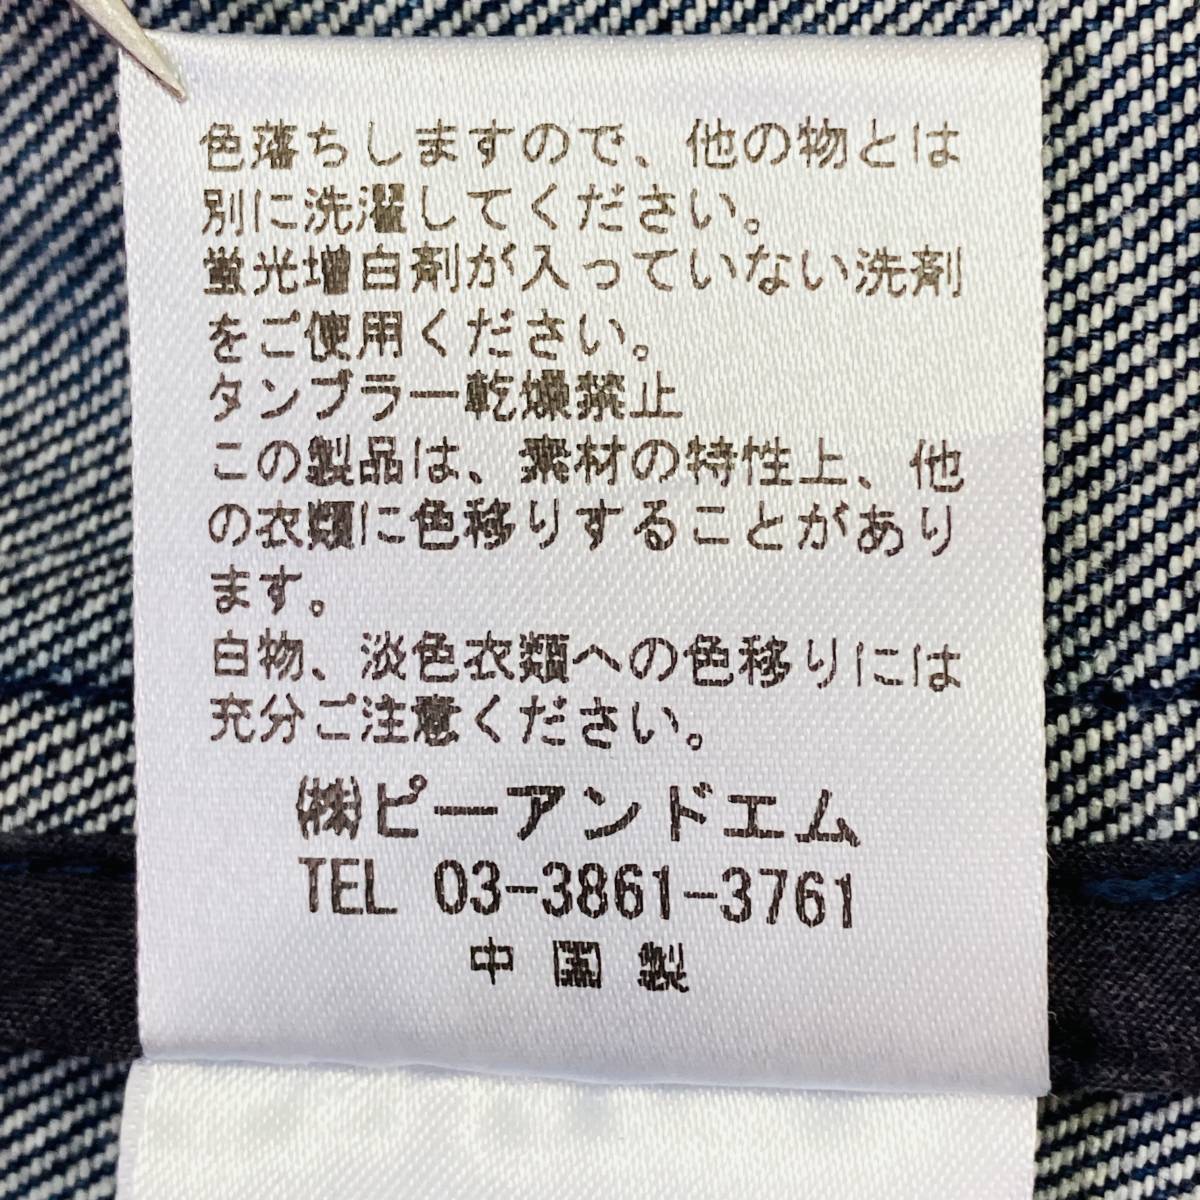 色落ちしますので、他の物とは
別に洗濯してください。
蛍光増白剤が入っていない洗剤
をご使用ください。
タンブラー乾燥禁止
この製品は、素材の特性上、他
の衣類に色移りすることがあり
ます。
白物、淡色衣類への色移りには
充分ご注意ください。
㈱ピーアンドエム
TEL 03-3861-3761
中国製